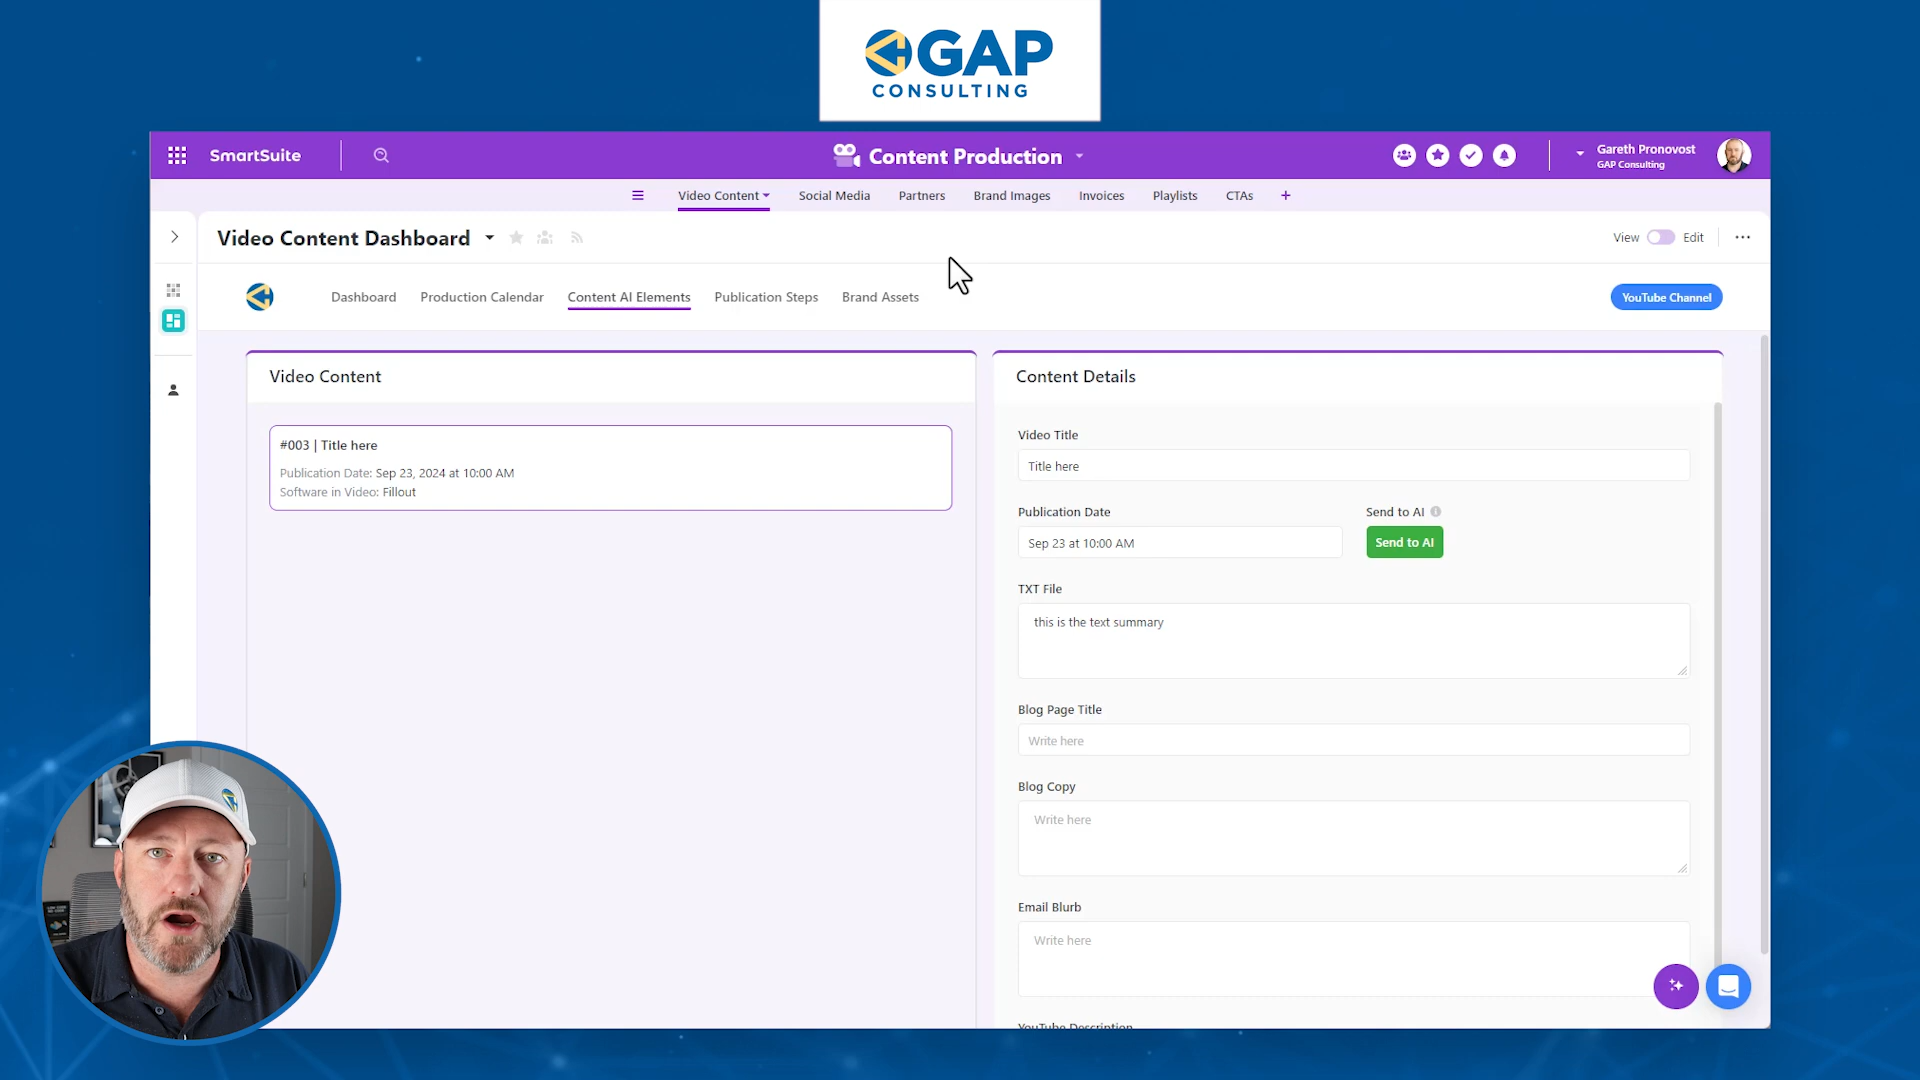 GAP
CONSULTING
SmartSuite
Content Production
Gareth Pronovost
GAP Consulting
Video Content
Social Media
Partners
Brand Images
Invoices
Playlists
CTAs
+
Video Content Dashboard
View
Edit
Dashboard
Production Calendar
Content AI Elements
Publication Steps
Brand Assets
YouTube Channel
Video Content
#003 | Title here
Publication Date: Sep 23, 2024 at 10:00 AM
Software in Video: Fillout
Content Details
Video Title
Title here
Publication Date
Send to AI
Sep 23 at 10:00 AM
Send to AI
TXT File
this is the text summary
Blog Page Title
Write here
Blog Copy
Write here
Email Blurb
Write here
YouTube Description